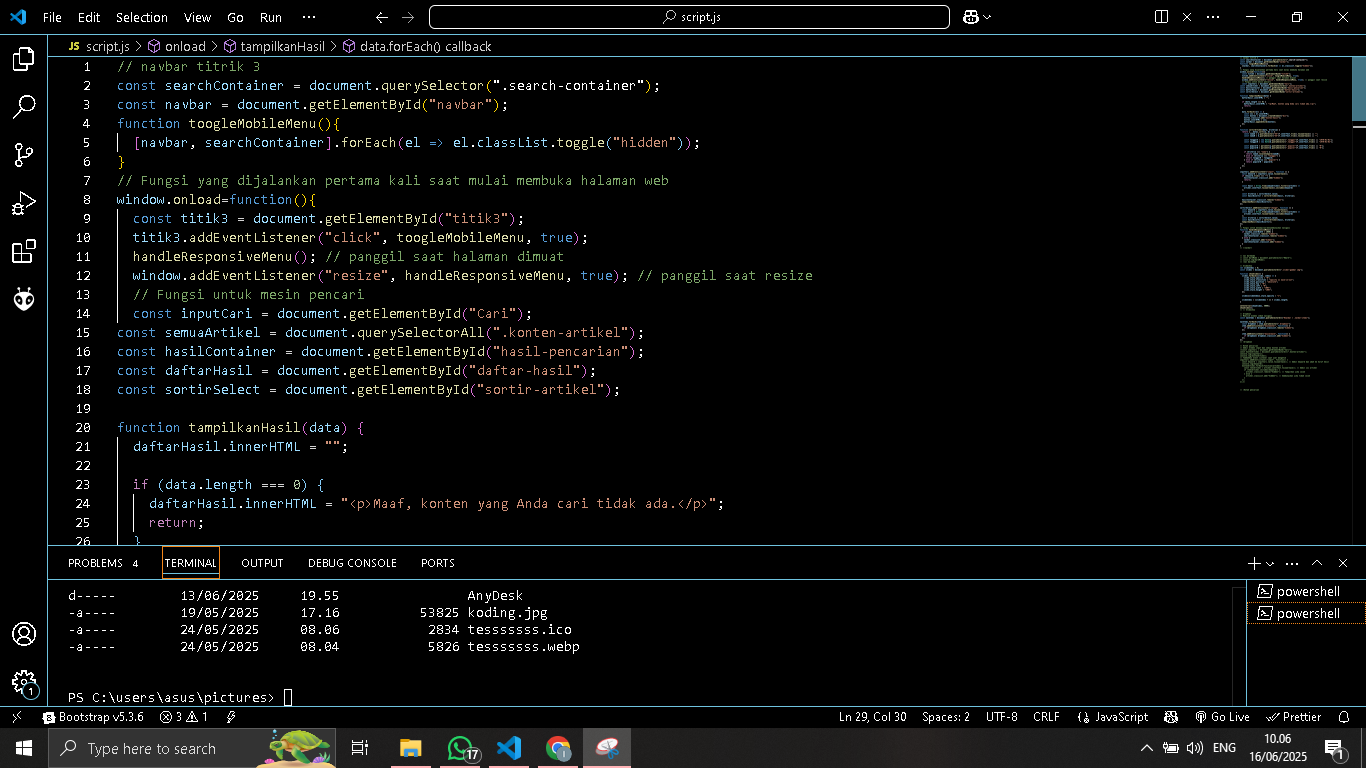 File Edit Selection View Go Run ··· script.js
JS script.js > onload > tampilkanHasil > data.forEach() callback
1 // navbar titrik 3
2 const searchContainer = document.querySelector(".search-container");
3 const navbar = document.getElementById("navbar");
4 function toogleMobileMenu(){
5 [navbar, searchContainer].forEach(el => el.classList.toggle("hidden"));
6 }
7 // Fungsi yang dijalankan pertama kali saat mulai membuka halaman web
8 window.onload=function(){
9 const titik3 = document.getElementById("titik3");
10 titik3.addEventListener("click", toogleMobileMenu, true);
11 handleResponsiveMenu(); // panggil saat halaman dimuat
12 window.addEventListener("resize", handleResponsiveMenu, true); // panggil saat resize
13 // Fungsi untuk mesin pencari
14 const inputCari = document.getElementById("Cari");
15 const semuaArtikel = document.querySelectorAll(".konten-artikel");
16 const hasilContainer = document.getElementById("hasil-pencarian");
17 const daftarHasil = document.getElementById("daftar-hasil");
18 const sortirSelect = document.getElementById("sortir-artikel");
19
20 function tampilkanHasil(data) {
21 daftarHasil.innerHTML = "";
22
23 if (data.length === 0) {
24 daftarHasil.innerHTML = "<p>Maaf, konten yang Anda cari tidak ada.</p>";
25 return;
26 }
PROBLEMS 4 TERMINAL OUTPUT DEBUG CONSOLE PORTS
d----- 13/06/2025 19.55 AnyDesk
-a---- 19/05/2025 17.16 53825 koding.jpg
-a---- 24/05/2025 08.06 2834 tesssssss.ico
-a---- 24/05/2025 08.04 5826 tesssssss.webp
PS C:\users\asus\pictures>
powershell
powershell
1
Bootstrap v5.3.6 3 1 Ln 29, Col 30 Spaces: 2 UTF-8 CRLF {} JavaScript Go Live Prettier
Type here to search 17 ENG 10.06 1
16/06/2025